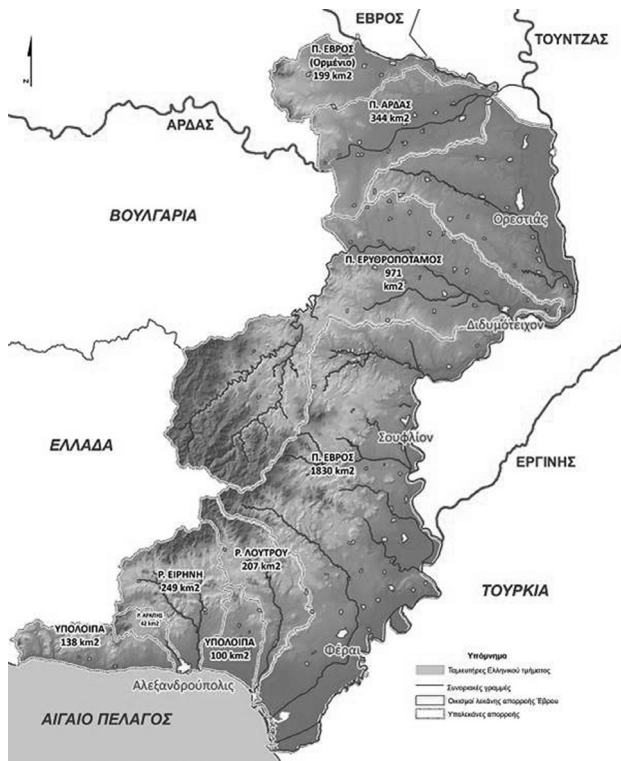 ΕΒΡΟΣ
ΤΟΥΝΤΖΑΣ
N
Π. ΕΒΡΟΣ
(Ορμένιο)
199 km2
Π. ΑΡΔΑΣ
344 km2
ΑΡΔΑΣ
ΒΟΥΛΓΑΡΙΑ
Ορεστιάς
Π. ΕΡΥΘΡΟΠΟΤΑΜΟΣ
971
km2
Διδυμότειχον
ΕΛΛΑΔΑ
Σουφλίον
Π. ΕΒΡΟΣ
1830 km2
ΕΡΓΙΝΗΣ
Ρ. ΛΟΥΤΡΟΥ
207 km2
Ρ. ΕΙΡΗΝΗ
249 km2
ΤΟΥΡΚΙΑ
Ρ. ΑΡΑΠΗΣ
42 km2
ΥΠΟΛΟΙΠΑ
138 km2
ΥΠΟΛΟΙΠΑ
100 km2
Φέραι
Αλεξανδρούπολις
ΑΙΓΑΙΟ ΠΕΛΑΓΟΣ
Υπόμνημα
Ταμιευτήρες Ελληνικού τμήματος
Συνοριακές γραμμές
Οικισμοί λεκάνης απορροής Έβρου
Υπολεκάνες απορροής